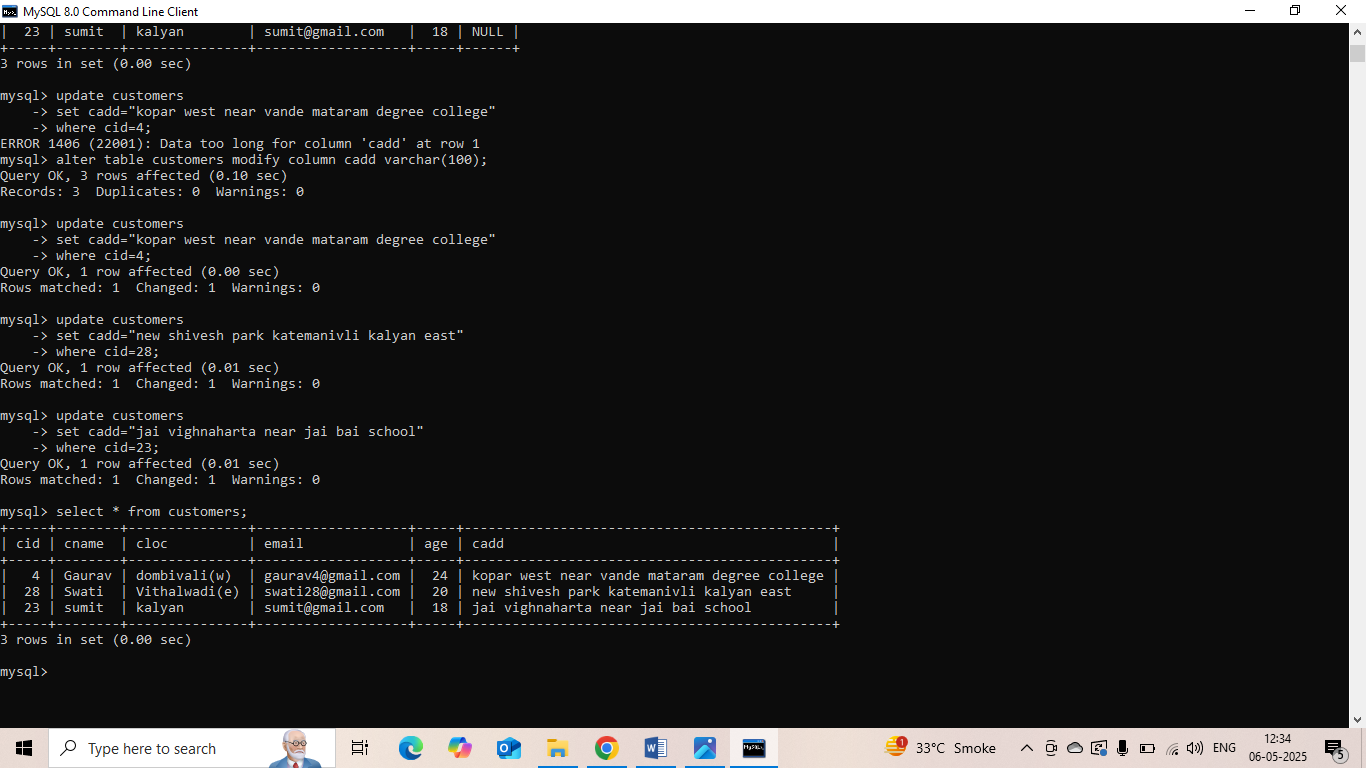 MySQL 8.0 Command Line Client
|  23 | sumit  | kalyan        | sumit@gmail.com   |  18 | NULL |
+-----+--------+---------------+-------------------+-----+------+
3 rows in set (0.00 sec)
mysql> update customers
    -> set cadd="kopar west near vande mataram degree college"
    -> where cid=4;
ERROR 1406 (22001): Data too long for column 'cadd' at row 1
mysql> alter table customers modify column cadd varchar(100);
Query OK, 3 rows affected (0.10 sec)
Records: 3  Duplicates: 0  Warnings: 0
mysql> update customers
    -> set cadd="kopar west near vande mataram degree college"
    -> where cid=4;
Query OK, 1 row affected (0.00 sec)
Rows matched: 1  Changed: 1  Warnings: 0
mysql> update customers
    -> set cadd="new shivesh park katemanivli kalyan east"
    -> where cid=28;
Query OK, 1 row affected (0.01 sec)
Rows matched: 1  Changed: 1  Warnings: 0
mysql> update customers
    -> set cadd="jai vighnaharta near jai bai school"
    -> where cid=23;
Query OK, 1 row affected (0.01 sec)
Rows matched: 1  Changed: 1  Warnings: 0
mysql> select * from customers;
+-----+--------+---------------+-------------------+-----+----------------------------------------------+
| cid | cname  | cloc          | email             | age | cadd                                         |
+-----+--------+---------------+-------------------+-----+----------------------------------------------+
|   4 | Gaurav | dombivali(w)  | gaurav4@gmail.com |  24 | kopar west near vande mataram degree college |
|  28 | Swati  | Vithalwadi(e) | swati28@gmail.com |  20 | new shivesh park katemanivli kalyan east     |
|  23 | sumit  | kalyan        | sumit@gmail.com   |  18 | jai vighnaharta near jai bai school          |
+-----+--------+---------------+-------------------+-----+----------------------------------------------+
3 rows in set (0.00 sec)
mysql>
Type here to search
1
33°C Smoke
ENG
12:34
06-05-2025
5